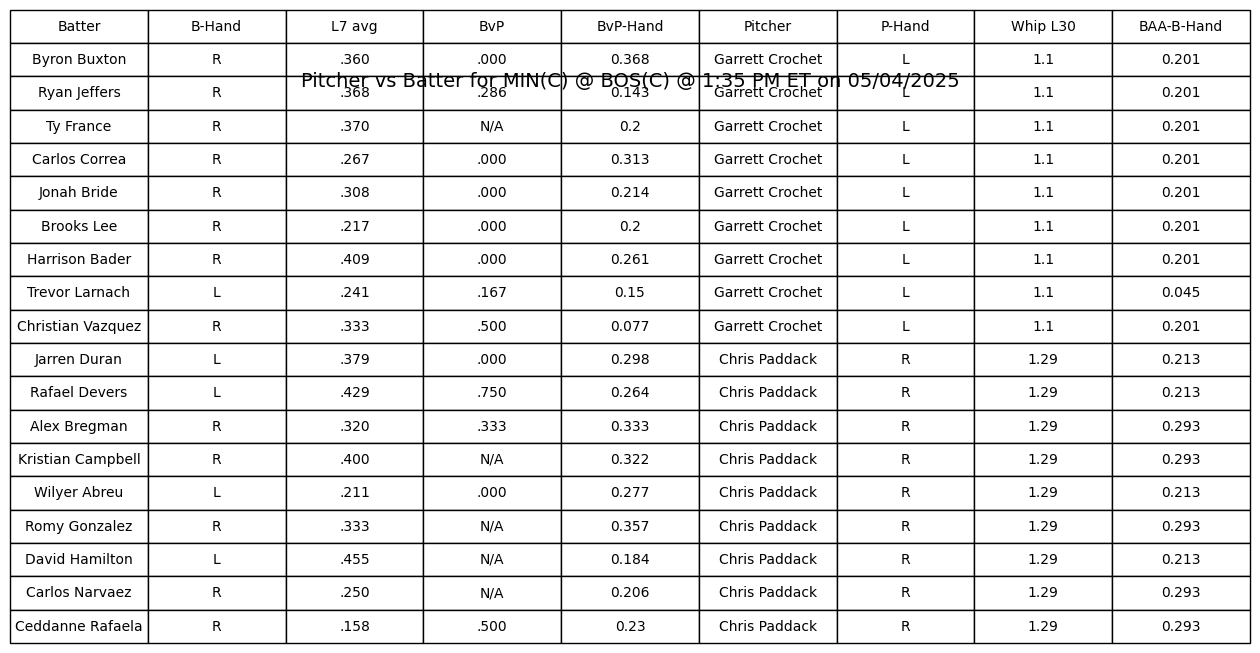 Batter B-Hand L7 avg BvP BvP-Hand Pitcher P-Hand Whip L30 BAA-B-Hand
Byron Buxton R .360 .000 0.368 Garrett Crochet L 1.1 0.201
Pitcher vs Batter for MIN(C) @ BOS(C) @ 1:35 PM ET on 05/04/2025
Ryan Jeffers R .368 .286 0.143 Garrett Crochet L 1.1 0.201
Ty France R .370 N/A 0.2 Garrett Crochet L 1.1 0.201
Carlos Correa R .267 .000 0.313 Garrett Crochet L 1.1 0.201
Jonah Bride R .308 .000 0.214 Garrett Crochet L 1.1 0.201
Brooks Lee R .217 .000 0.2 Garrett Crochet L 1.1 0.201
Harrison Bader R .409 .000 0.261 Garrett Crochet L 1.1 0.201
Trevor Larnach L .241 .167 0.15 Garrett Crochet L 1.1 0.045
Christian Vazquez R .333 .500 0.077 Garrett Crochet L 1.1 0.201
Jarren Duran L .379 .000 0.298 Chris Paddack R 1.29 0.213
Rafael Devers L .429 .750 0.264 Chris Paddack R 1.29 0.213
Alex Bregman R .320 .333 0.333 Chris Paddack R 1.29 0.293
Kristian Campbell R .400 N/A 0.322 Chris Paddack R 1.29 0.293
Wilyer Abreu L .211 .000 0.277 Chris Paddack R 1.29 0.213
Romy Gonzalez R .333 N/A 0.357 Chris Paddack R 1.29 0.293
David Hamilton L .455 N/A 0.184 Chris Paddack R 1.29 0.213
Carlos Narvaez R .250 N/A 0.206 Chris Paddack R 1.29 0.293
Ceddanne Rafaela R .158 .500 0.23 Chris Paddack R 1.29 0.293